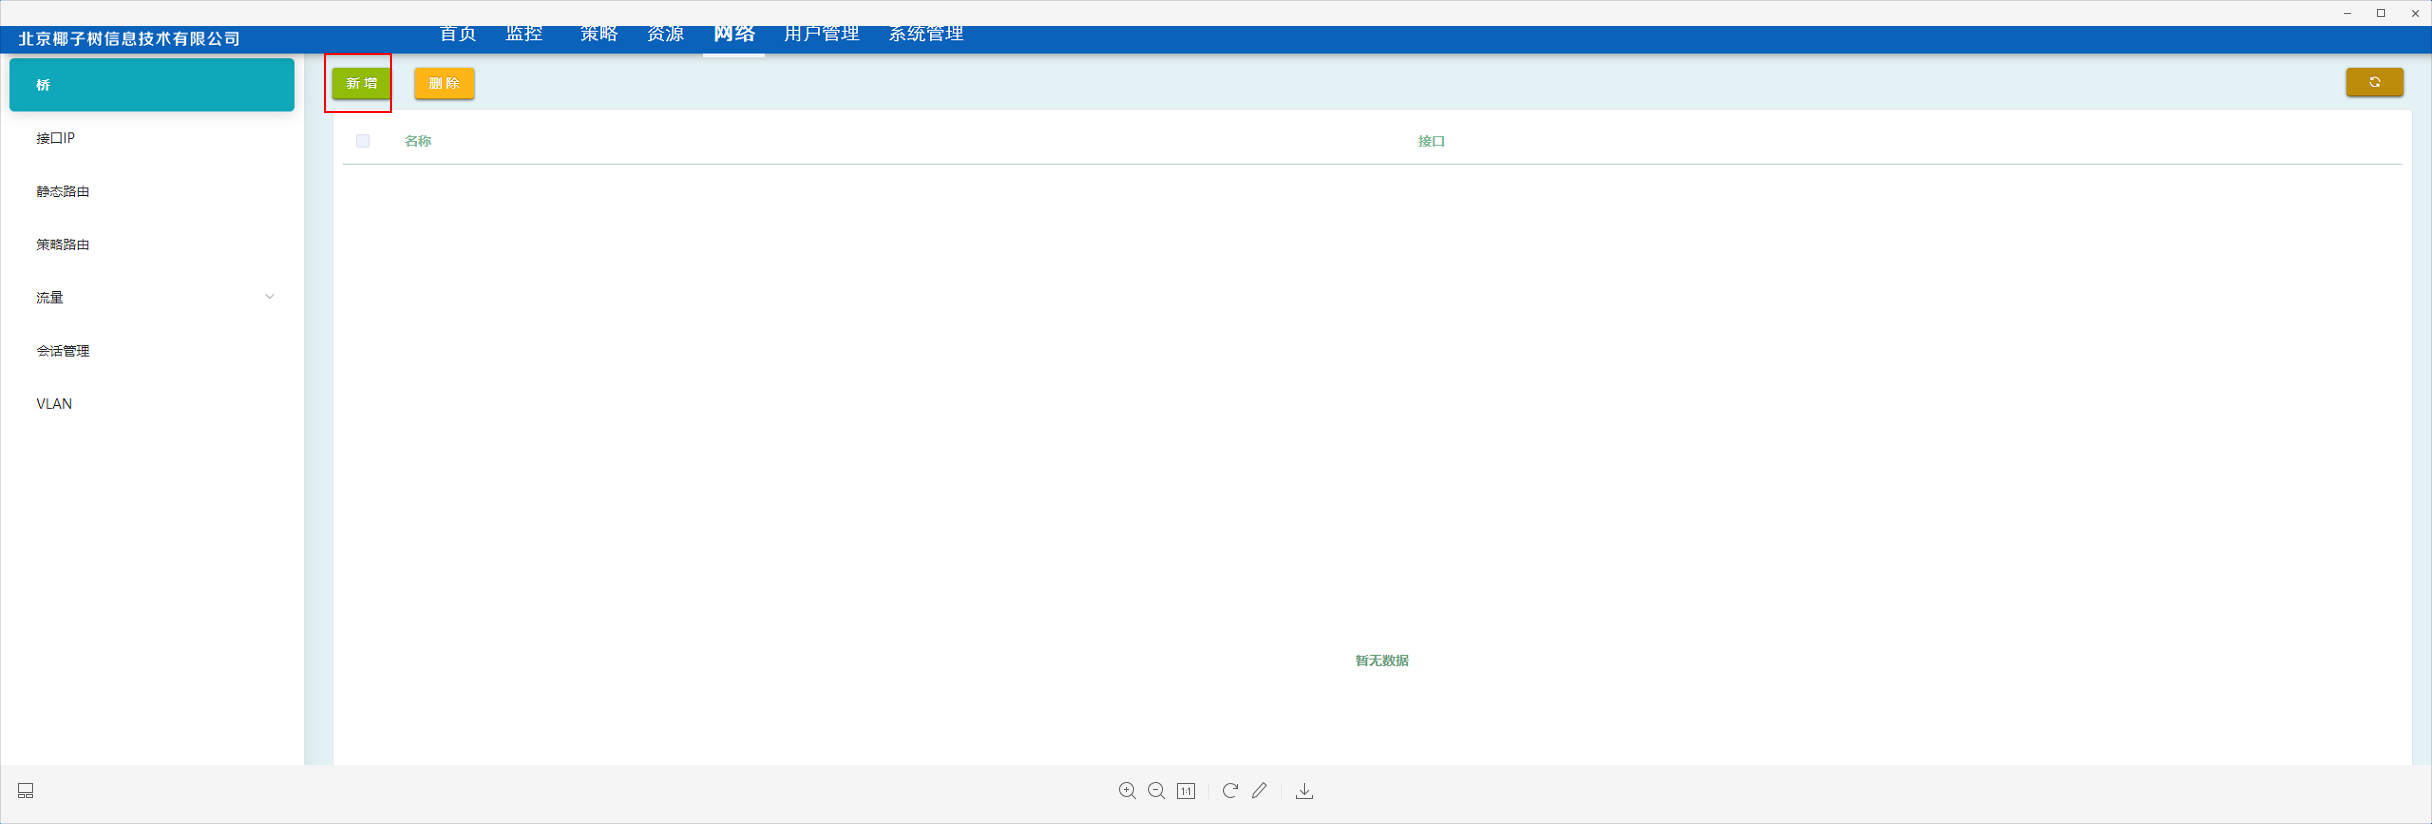 北京椰子树信息技术有限公司
首页 监控 策略 资源 网络 用户管理 系统管理
桥
接口IP
静态路由
策略路由
流量
会话管理
VLAN
新 增 删 除
名称 接口
暂无数据
1:1